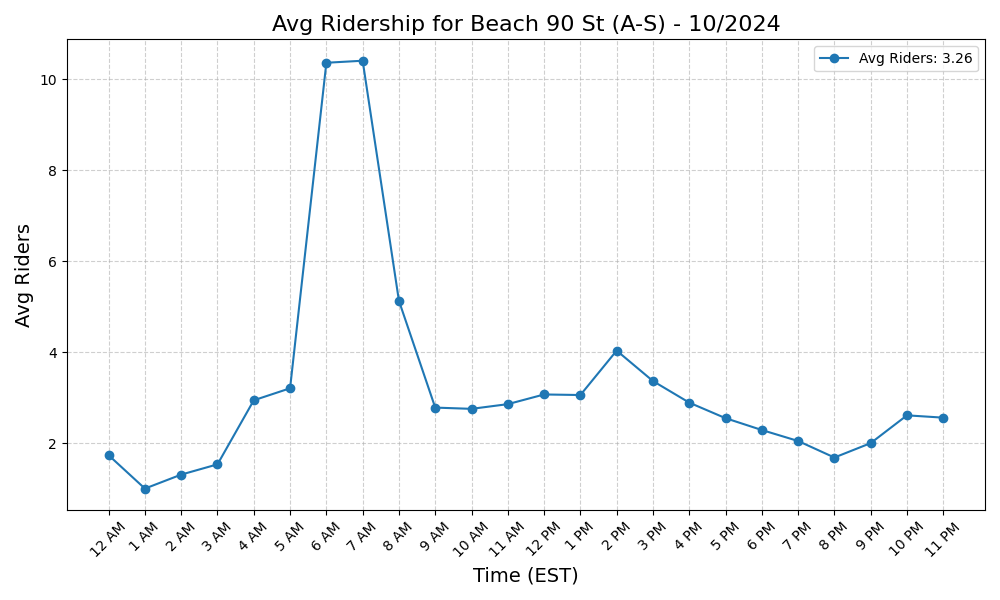 Avg Ridership for Beach 90 St (A-S) - 10/2024
Avg Riders: 3.26
10
8
6
4
2
Avg Riders
12 AM
1 AM
2 AM
3 AM
4 AM
5 AM
6 AM
7 AM
8 AM
9 AM
10 AM
11 AM
12 PM
1 PM
2 PM
3 PM
4 PM
5 PM
6 PM
7 PM
8 PM
9 PM
10 PM
11 PM
Time (EST)